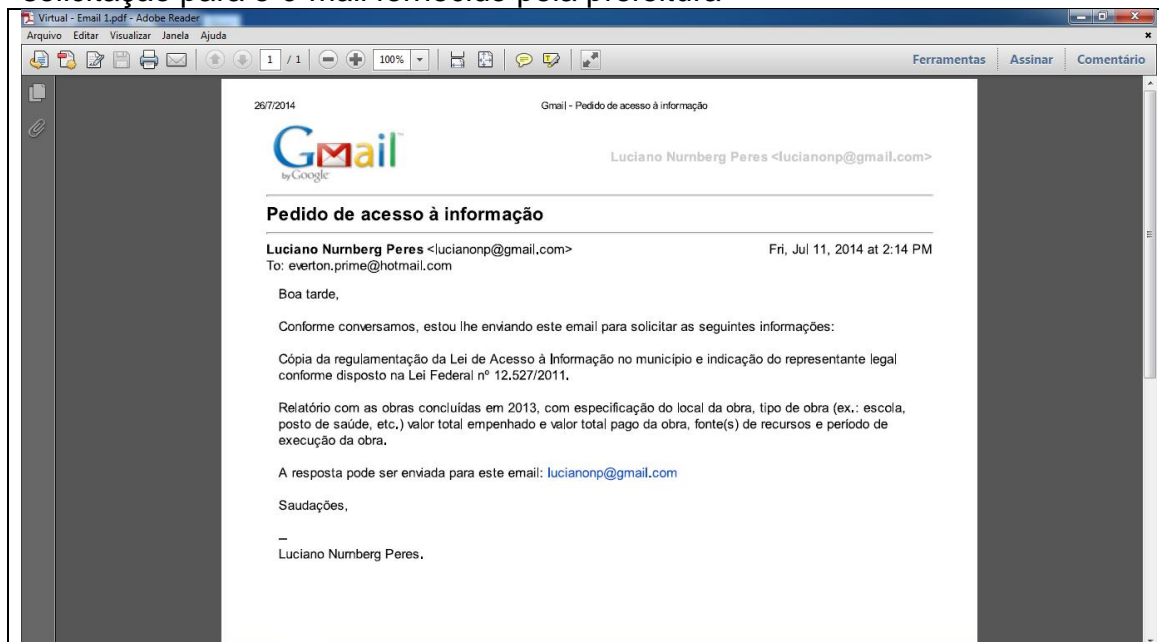 solicitação para o e-mail fornecido pela prefeitura
Virtual - Email 1.pdf - Adobe Reader
Arquivo Editar Visualizar Janela Ajuda
1 / 1 100% Ferramentas Assinar Comentário
26/7/2014 Gmail - Pedido de acesso à informação
Gmail
by Google
Luciano Nurnberg Peres <lucianonp@gmail.com>
Pedido de acesso à informação
Luciano Nurnberg Peres <lucianonp@gmail.com> Fri, Jul 11, 2014 at 2:14 PM
To: everton.prime@hotmail.com
Boa tarde,
Conforme conversamos, estou lhe enviando este email para solicitar as seguintes informações:
Cópia da regulamentação da Lei de Acesso à Informação no município e indicação do representante legal
conforme disposto na Lei Federal nº 12.527/2011.
Relatório com as obras concluídas em 2013, com especificação do local da obra, tipo de obra (ex.: escola,
posto de saúde, etc.) valor total empenhado e valor total pago da obra, fonte(s) de recursos e período de
execução da obra.
A resposta pode ser enviada para este email: lucianonp@gmail.com
Saudações,
–
Luciano Nurnberg Peres.